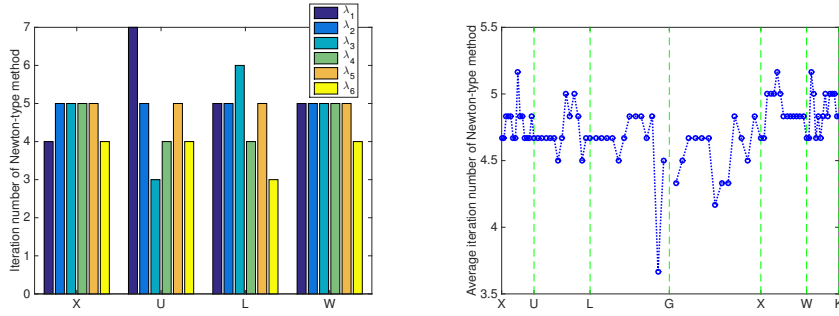 Iteration number of Newton-type method
7
6
5
4
3
2
1
0
X U L W
λ1
λ2
λ3
λ4
λ5
λ6
Average iteration number of Newton-type method
5.5
5
4.5
4
3.5
X U L G X W K